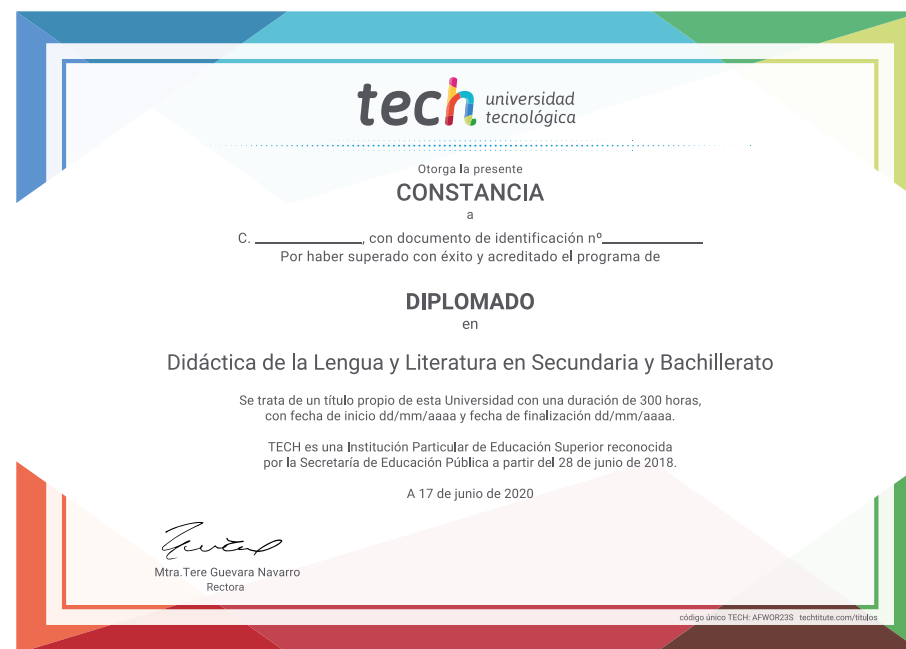 tech universidad
tecnológica
Otorga la presente
CONSTANCIA
a
C. ____________, con documento de identificación nº____________
Por haber superado con éxito y acreditado el programa de
DIPLOMADO
en
Didáctica de la Lengua y Literatura en Secundaria y Bachillerato
Se trata de un título propio de esta Universidad con una duración de 300 horas,
con fecha de inicio dd/mm/aaaa y fecha de finalización dd/mm/aaaa.
TECH es una Institución Particular de Educación Superior reconocida
por la Secretaría de Educación Pública a partir del 28 de junio de 2018.
A 17 de junio de 2020
Mtra.Tere Guevara Navarro
Rectora
código único TECH: AFWOR23S techtitute.com/titulos